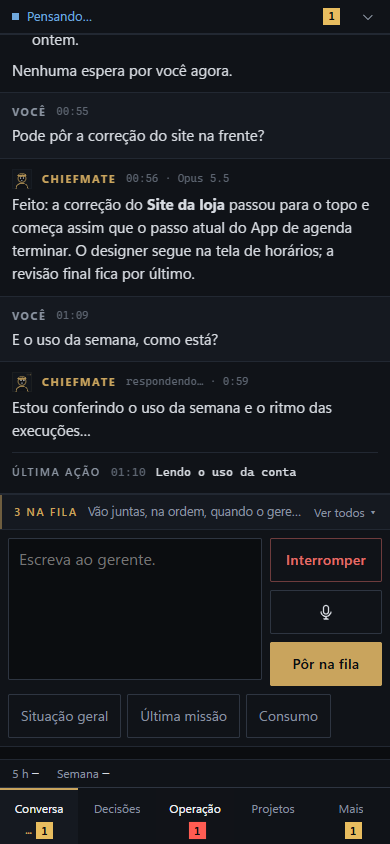 Pensando...
1
ontem.
Nenhuma espera por você agora.
VOCÊ 00:55
Pode pôr a correção do site na frente?
CHIEFMATE 00:56 · Opus 5.5
Feito: a correção do Site da loja passou para o topo e
começa assim que o passo atual do App de agenda
terminar. O designer segue na tela de horários; a
revisão final fica por último.
VOCÊ 01:09
E o uso da semana, como está?
CHIEFMATE respondendo… · 0:59
Estou conferindo o uso da semana e o ritmo das
execuções...
ÚLTIMA AÇÃO 01:10 Lendo o uso da conta
3 NA FILA Vão juntas, na ordem, quando o gere... Ver todos
Escreva ao gerente.
Interromper
Pôr na fila
Situação geral Última missão Consumo
5 h — Semana —
Conversa Decisões Operação Projetos Mais
… 1 1 1